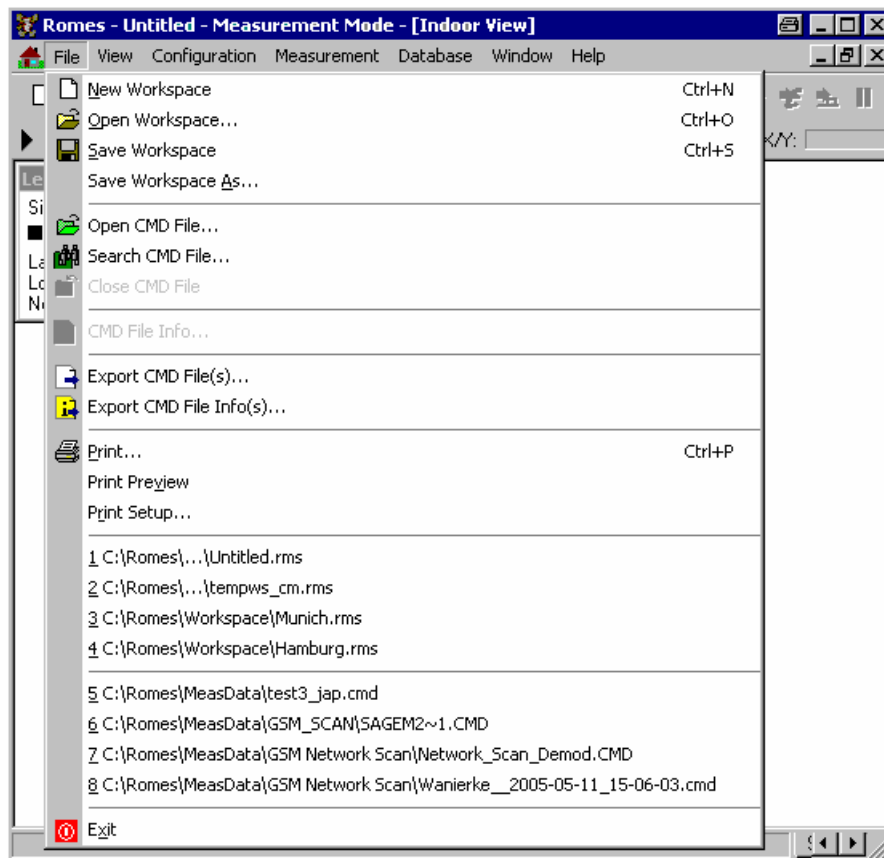 Romes - Untitled - Measurement Mode - [Indoor View]
File View Configuration Measurement Database Window Help
New Workspace Ctrl+N
Open Workspace... Ctrl+O
Save Workspace Ctrl+S
X/Y:
Save Workspace As...
Open CMD File...
Search CMD File...
Close CMD File
CMD File Info...
Export CMD File(s)...
Export CMD File Info(s)...
Print... Ctrl+P
Print Preview
Print Setup...
1 C:\Romes\...\Untitled.rms
2 C:\Romes\...\tempws_cm.rms
3 C:\Romes\Workspace\Munich.rms
4 C:\Romes\Workspace\Hamburg.rms
5 C:\Romes\MeasData\test3_jap.cmd
6 C:\Romes\MeasData\GSM_SCAN\SAGEM2~1.CMD
7 C:\Romes\MeasData\GSM Network Scan\Network_Scan_Demod.CMD
8 C:\Romes\MeasData\GSM Network Scan\Wanierke__2005-05-11_15-06-03.cmd
Exit